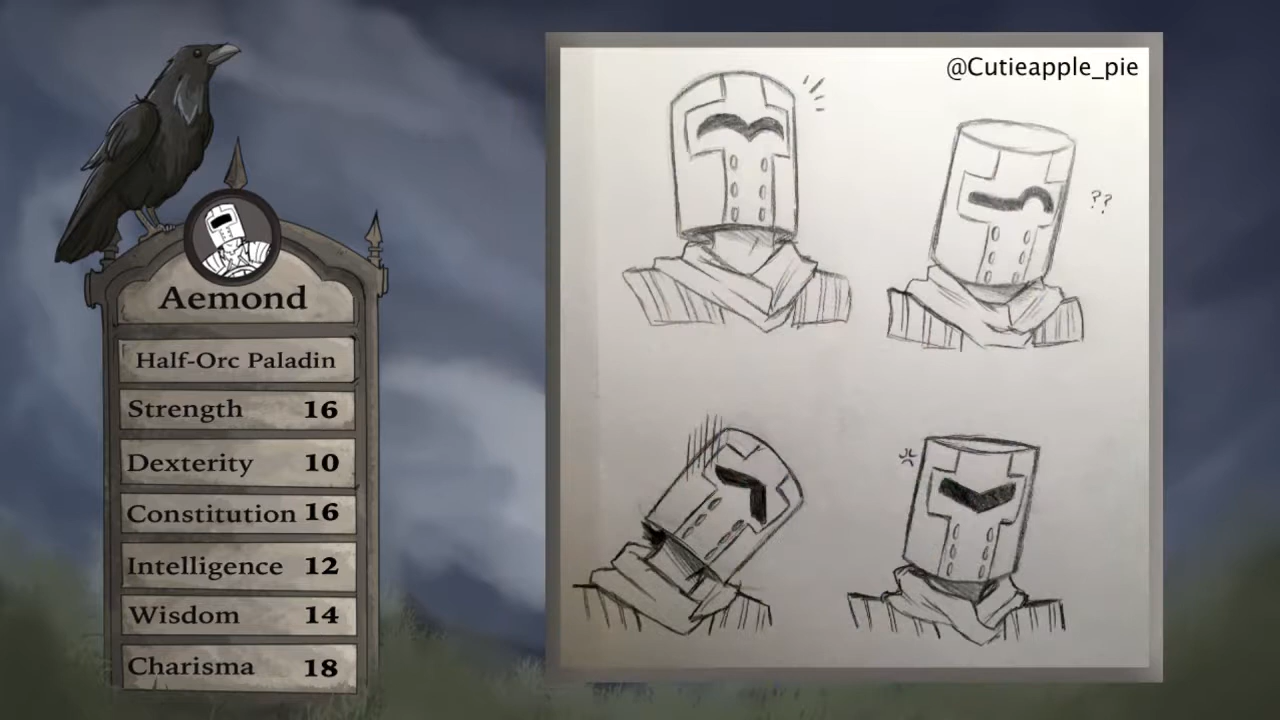 Aemond
Half-Orc Paladin
Strength 16
Dexterity 10
Constitution 16
Intelligence 12
Wisdom 14
Charisma 18
@Cutieapple_pie
??